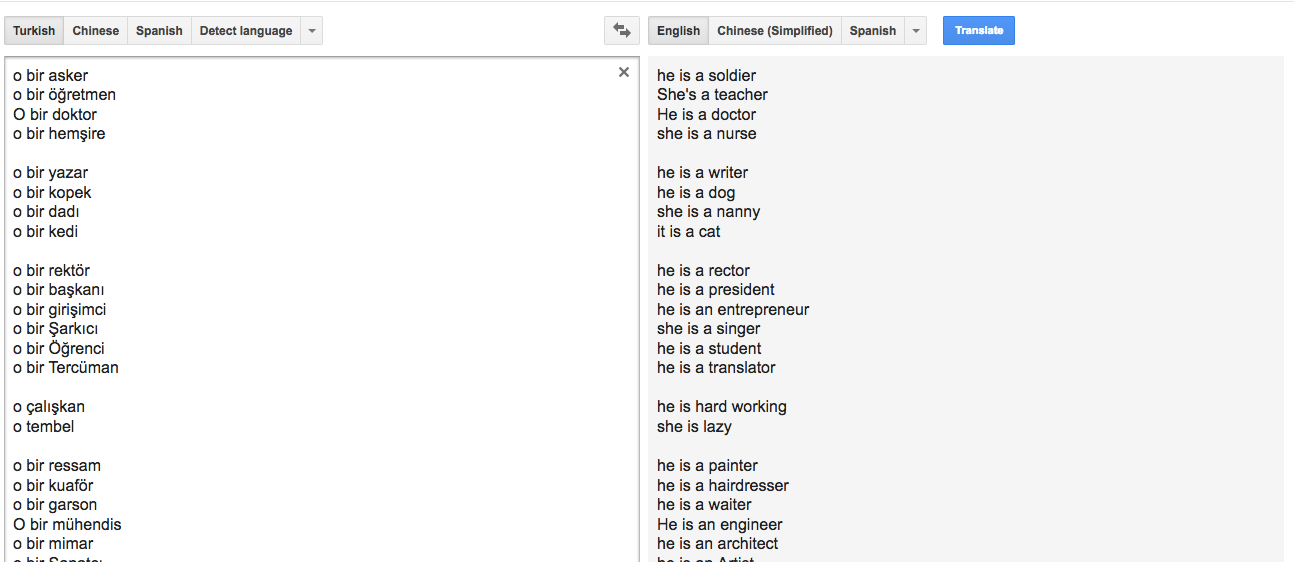 Turkish Chinese Spanish Detect language
English Chinese (Simplified) Spanish Translate
o bir asker
o bir öğretmen
O bir doktor
o bir hemşire
o bir yazar
o bir kopek
o bir dadı
o bir kedi
o bir rektör
o bir başkanı
o bir girişimci
o bir Şarkıcı
o bir Öğrenci
o bir Tercüman
o çalışkan
o tembel
o bir ressam
o bir kuaför
o bir garson
O bir mühendis
o bir mimar
he is a soldier
She's a teacher
He is a doctor
she is a nurse
he is a writer
he is a dog
she is a nanny
it is a cat
he is a rector
he is a president
he is an entrepreneur
she is a singer
he is a student
he is a translator
he is hard working
she is lazy
he is a painter
he is a hairdresser
he is a waiter
He is an engineer
he is an architect